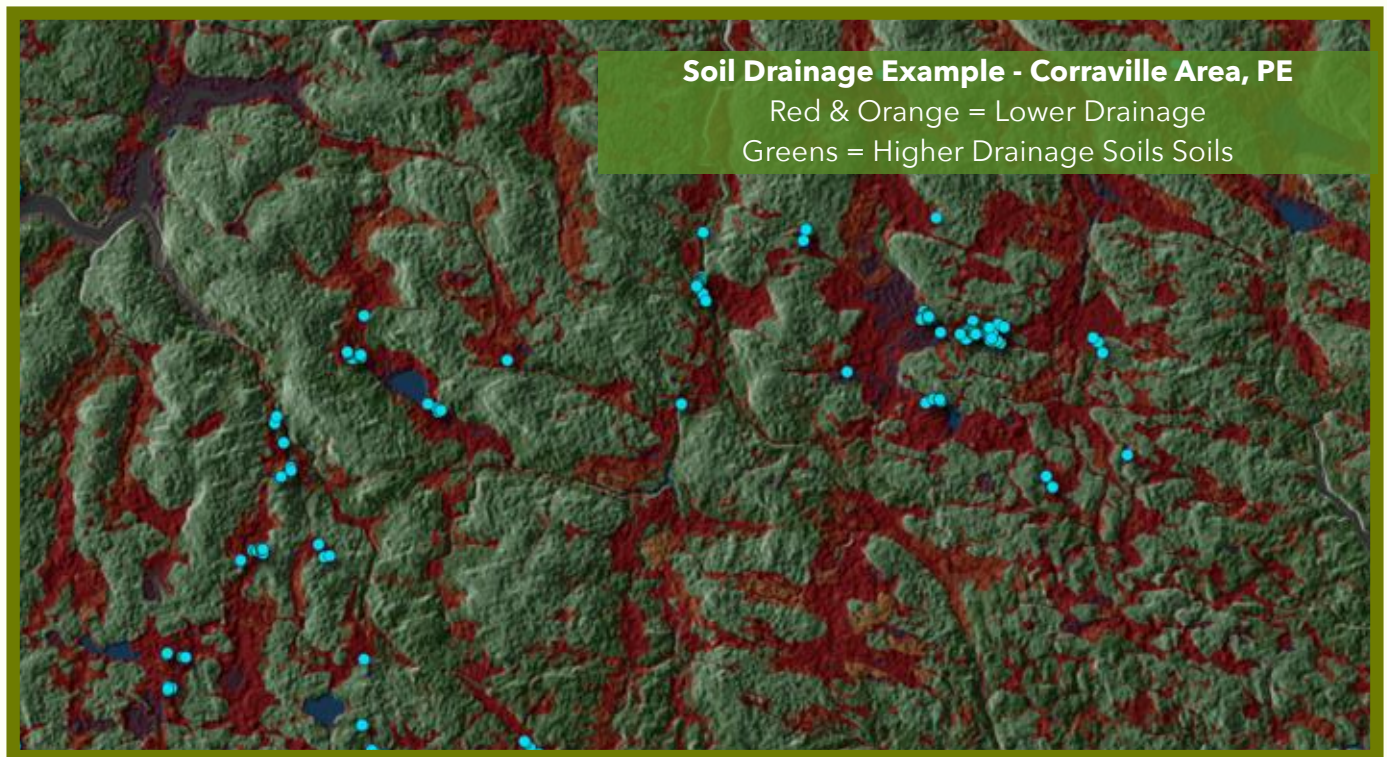 Soil Drainage Example - Corraville Area, PE
Red & Orange = Lower Drainage
Greens = Higher Drainage Soils Soils